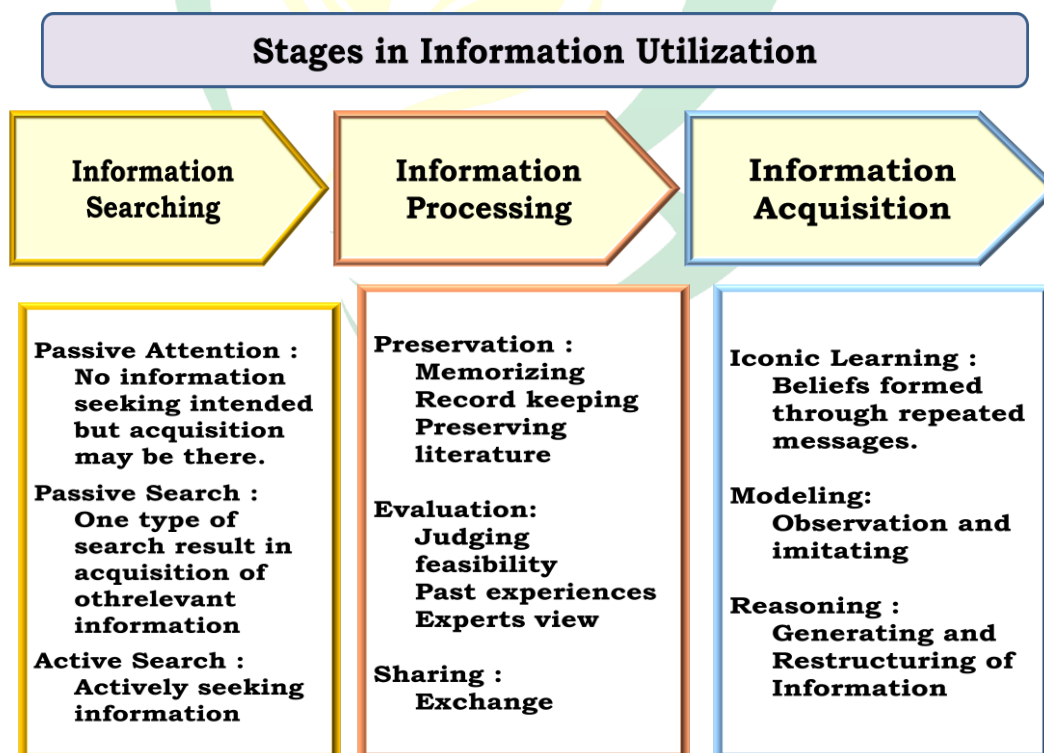 Stages in Information Utilization
Information
Searching
Information
Processing
Information
Acquisition
Passive Attention :
No information
seeking intended
but acquisition
may be there.
Passive Search :
One type of
search result in
acquisition of
othrelevant
information
Active Search :
Actively seeking
information
Preservation :
Memorizing
Record keeping
Preserving
literature
Evaluation:
Judging
feasibility
Past experiences
Experts view
Sharing :
Exchange
Iconic Learning :
Beliefs formed
through repeated
messages.
Modeling:
Observation and
imitating
Reasoning :
Generating and
Restructuring of
Information